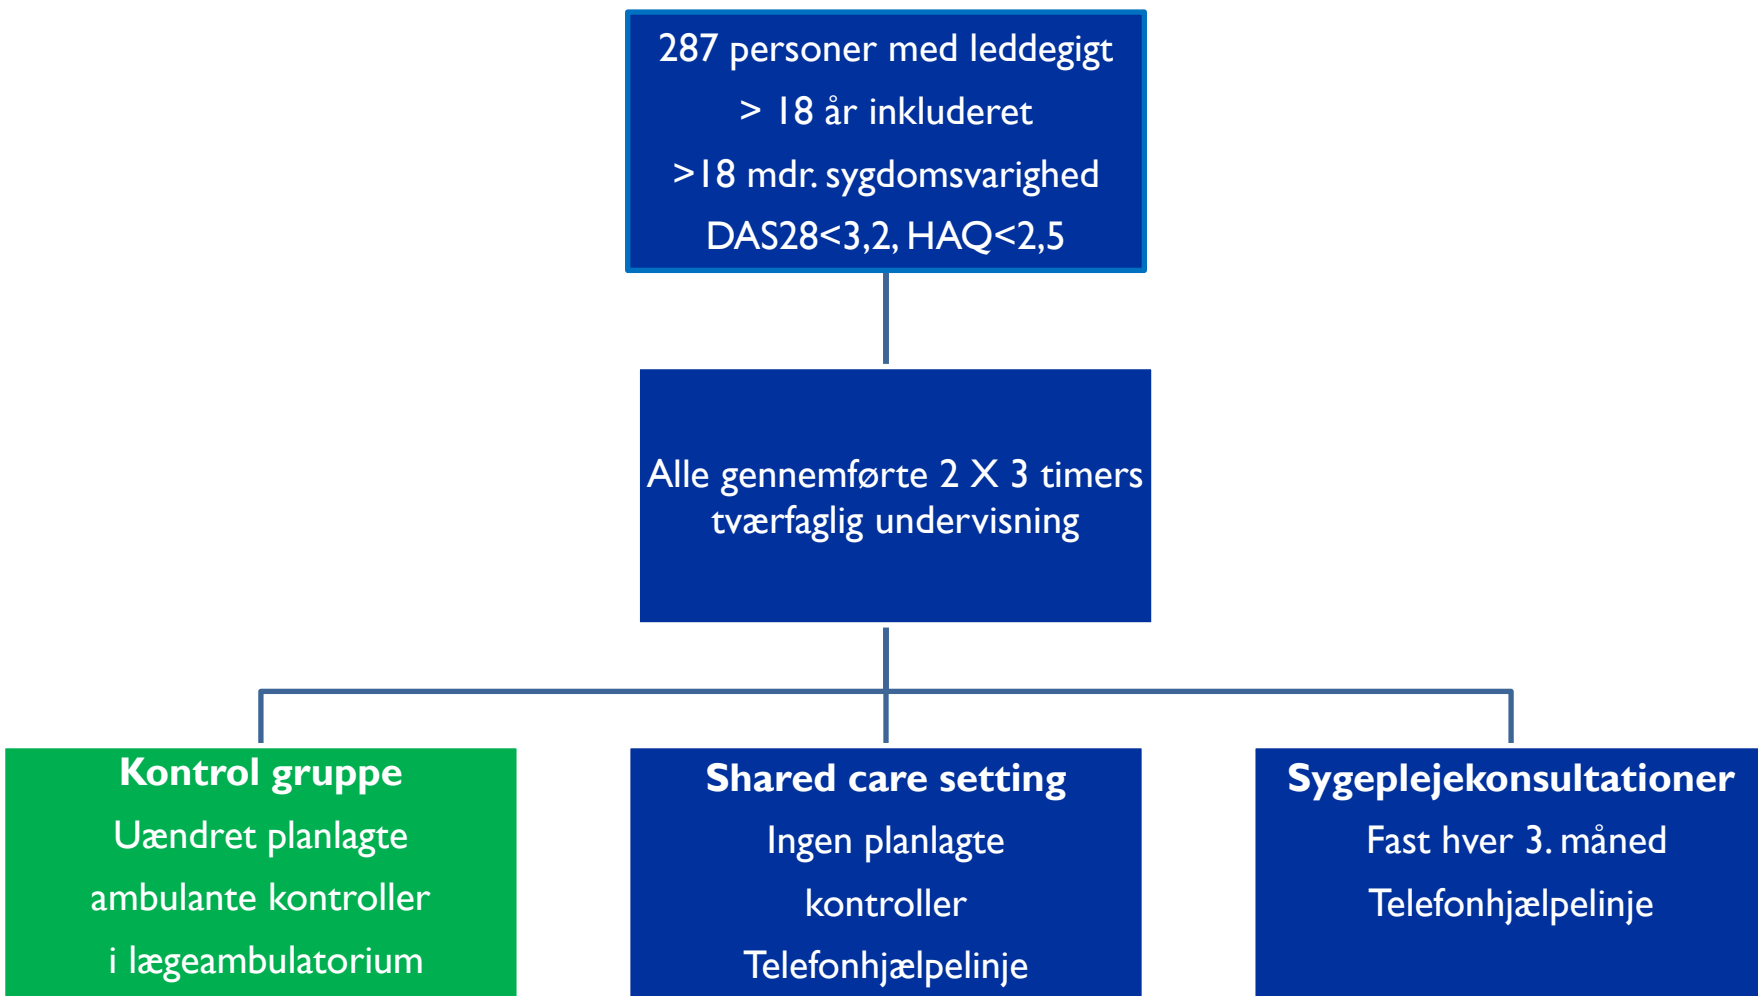 287 personer med leddegigt
> 18 år inkluderet
>18 mdr. sygdomsvarighed
DAS28<3,2, HAQ<2,5
Alle gennemførte 2 X 3 timers
tværfaglig undervisning
Kontrol gruppe
Uændret planlagte
ambulante kontroller
i lægeambulatorium
Shared care setting
Ingen planlagte
kontroller
Telefonhjælpelinje
Sygeplejekonsultationer
Fast hver 3. måned
Telefonhjælpelinje